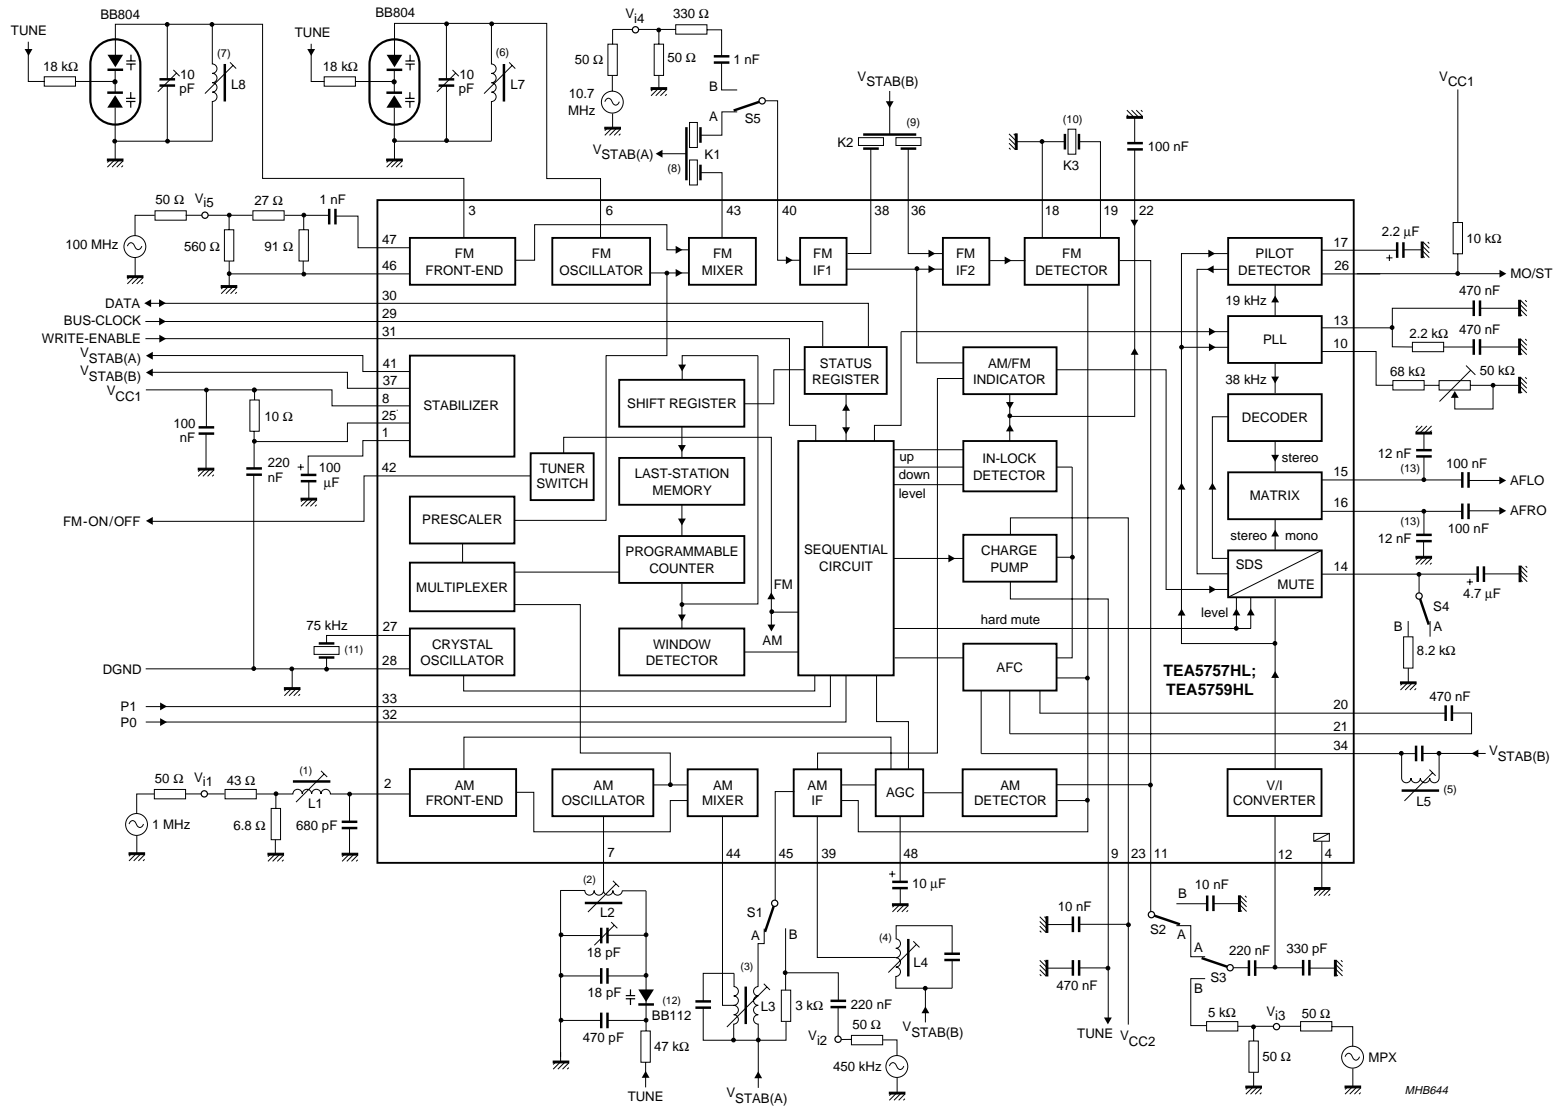 BB804
TUNE
18 kΩ
10
pF
(7)
L8
BB804
TUNE
18 kΩ
10
pF
(6)
L7
Vi4
330 Ω
50 Ω
50 Ω
1 nF
10.7
MHz
B
A
S5
VSTAB(A)
K1
(8)
VSTAB(B)
K2
(9)
(10)
K3
100 nF
VCC1
50 Ω
Vi5
27 Ω
1 nF
100 MHz
560 Ω
91 Ω
3
6
43
40
38
36
18
19
22
47
46
FM
FRONT-END
FM
OSCILLATOR
FM
MIXER
FM
IF1
FM
IF2
FM
DETECTOR
PILOT
DETECTOR
17
26
2.2 μF
+
10 kΩ
MO/ST
DATA
BUS-CLOCK
WRITE-ENABLE
VSTAB(A)
VSTAB(B)
VCC1
30
29
31
41
37
8
25
1
42
STABILIZER
100
nF
10 Ω
220
nF
+
100
μF
FM-ON/OFF
SHIFT REGISTER
STATUS
REGISTER
AM/FM
INDICATOR
19 kHz
PLL
13
10
470 nF
2.2 kΩ
470 nF
68 kΩ
50 kΩ
38 kHz
DECODER
TUNER
SWITCH
LAST-STATION
MEMORY
up
down
level
IN-LOCK
DETECTOR
stereo
MATRIX
15
16
12 nF
(13)
100 nF
AFLO
AFRO
(13)
12 nF
100 nF
PRESCALER
PROGRAMMABLE
COUNTER
MULTIPLEXER
SEQUENTIAL
CIRCUIT
CHARGE
PUMP
stereo
mono
SDS
MUTE
14
+
4.7 μF
FM
AM
hard mute
level
S4
B
A
8.2 kΩ
75 kHz
(11)
27
28
CRYSTAL
OSCILLATOR
WINDOW
DETECTOR
AFC
TEA5757HL;
TEA5759HL
DGND
P1
P0
33
32
20
21
34
470 nF
VSTAB(B)
L5
(5)
50 Ω
Vi1
43 Ω
(1)
L1
2
1 MHz
6.8 Ω
680 pF
AM
FRONT-END
AM
OSCILLATOR
AM
MIXER
AM
IF
AGC
AM
DETECTOR
V/I
CONVERTER
7
44
45
39
48
9
23
11
12
4
(2)
L2
18 pF
18 pF
(12)
BB112
470 pF
47 kΩ
TUNE
S1
A
B
(3)
L3
3 kΩ
220 nF
Vi2
50 Ω
450 kHz
VSTAB(A)
+
10 μF
(4)
L4
VSTAB(B)
10 nF
470 nF
TUNE
VCC2
B
10 nF
S2
A
A
S3
B
220 nF
330 pF
5 kΩ
Vi3
50 Ω
50 Ω
MPX
MHB644